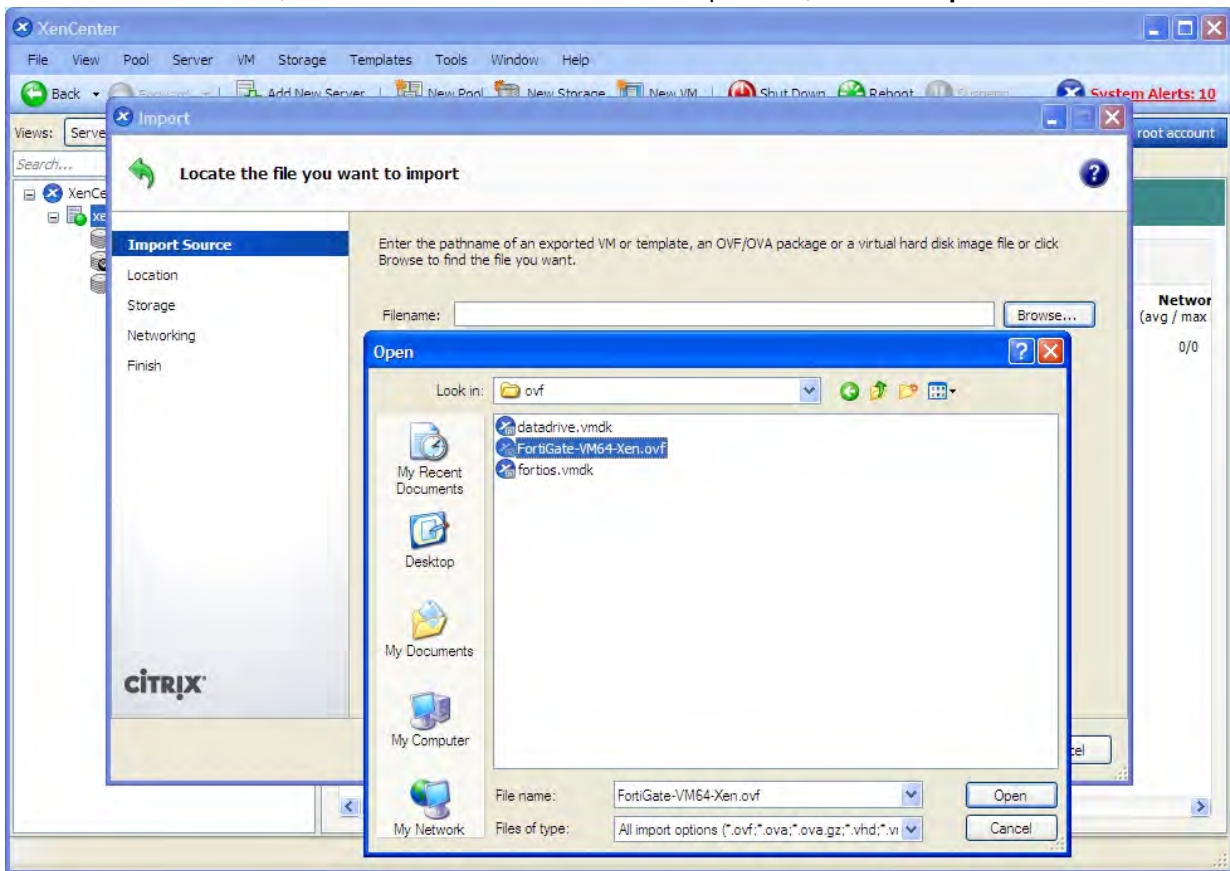 XenCenter
File View Pool Server VM Storage Templates Tools Window Help
Back Add New Server New Pool New Storage New VM Shut Down Reboot System Alerts: 10
Import
Views: Serve
root account
Search...
Locate the file you want to import
XenCe
xe
Import Source
Location
Storage
Networking
Finish
Enter the pathname of an exported VM or template, an OVF/OVA package or a virtual hard disk image file or click
Browse to find the file you want.
Filename: Browse...
Networ
(avg / max
0/0
Open
Look in: ovf
datadrive.vmdk
FortiGate-VM64-Xen.ovf
fortios.vmdk
My Recent
Documents
Desktop
My Documents
My Computer
My Network
CİTRIX
cel
File name: FortiGate-VM64-Xen.ovf Open
Files of type: All import options (*.ovf;*.ova;*.ova.gz;*.vhd;*.v Cancel